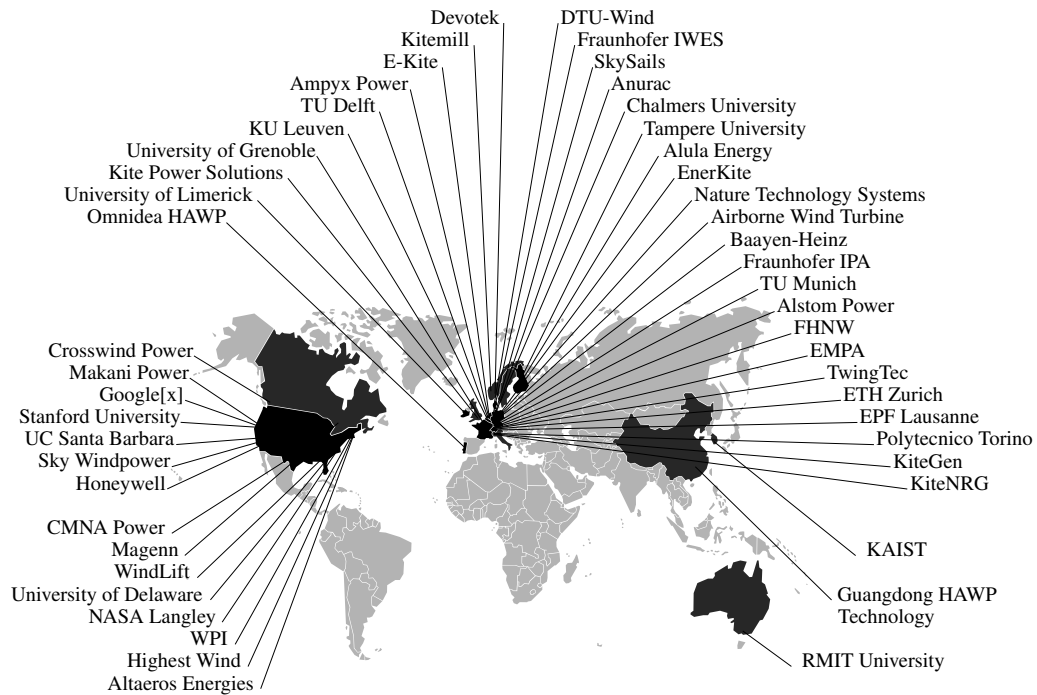 Devotek
Kitemill
E-Kite
Ampyx Power
TU Delft
KU Leuven
University of Grenoble
Kite Power Solutions
University of Limerick
Omnidea HAWP
DTU-Wind
Fraunhofer IWES
SkySails
Anurac
Chalmers University
Tampere University
Alula Energy
EnerKite
Nature Technology Systems
Airborne Wind Turbine
Baayen-Heinz
Fraunhofer IPA
TU Munich
Alstom Power
FHNW
EMPA
TwingTec
ETH Zurich
EPF Lausanne
Polytecnico Torino
KiteGen
KiteNRG
Crosswind Power
Makani Power
Google[x]
Stanford University
UC Santa Barbara
Sky Windpower
Honeywell
CMNA Power
Magenn
WindLift
University of Delaware
NASA Langley
WPI
Highest Wind
Altaeros Energies
KAIST
Guangdong HAWP
Technology
RMIT University